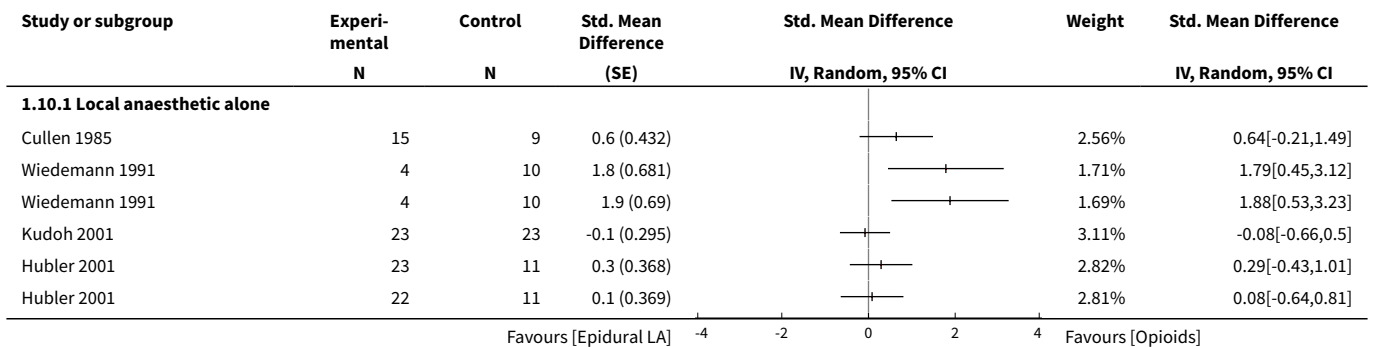 Study or subgroup Experi- Control Std. Mean Std. Mean Difference Weight Std. Mean Difference
mental Difference
N N (SE) IV, Random, 95% CI IV, Random, 95% CI
1.10.1 Local anaesthetic alone
Cullen 1985 15 9 0.6 (0.432) 2.56% 0.64[-0.21,1.49]
Wiedemann 1991 4 10 1.8 (0.681) 1.71% 1.79[0.45,3.12]
Wiedemann 1991 4 10 1.9 (0.69) 1.69% 1.88[0.53,3.23]
Kudoh 2001 23 23 -0.1 (0.295) 3.11% -0.08[-0.66,0.5]
Hubler 2001 23 11 0.3 (0.368) 2.82% 0.29[-0.43,1.01]
Hubler 2001 22 11 0.1 (0.369) 2.81% 0.08[-0.64,0.81]
Favours [Epidural LA] -4 -2 0 2 4 Favours [Opioids]